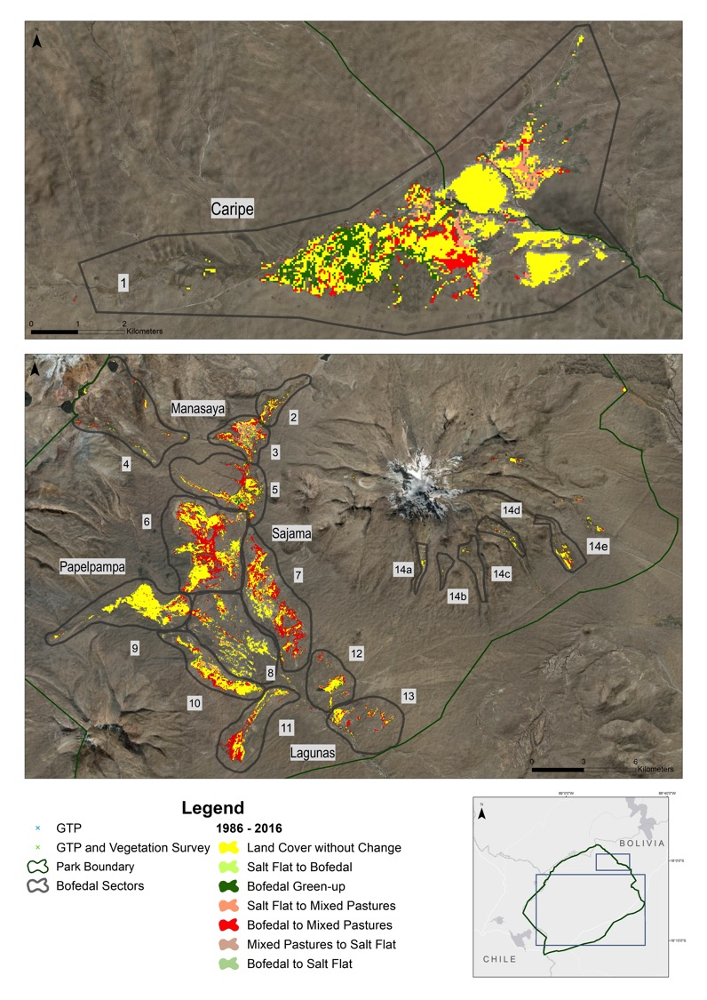 N
Caripe
1
0 1 2
Kilometers
Manasaya
2
3
4
5
6
Sajama
14d
14e
Papelpampa
14a
14c
7
14b
9
12
8
13
10
11
Lagunas
0 3 6
Kilometers
Legend
GTP
GTP and Vegetation Survey
Park Boundary
Bofedal Sectors
1986 - 2016
Land Cover without Change
Salt Flat to Bofedal
Bofedal Green-up
Salt Flat to Mixed Pastures
Bofedal to Mixed Pastures
Mixed Pastures to Salt Flat
Bofedal to Salt Flat
N
BOLIVIA
CHILE